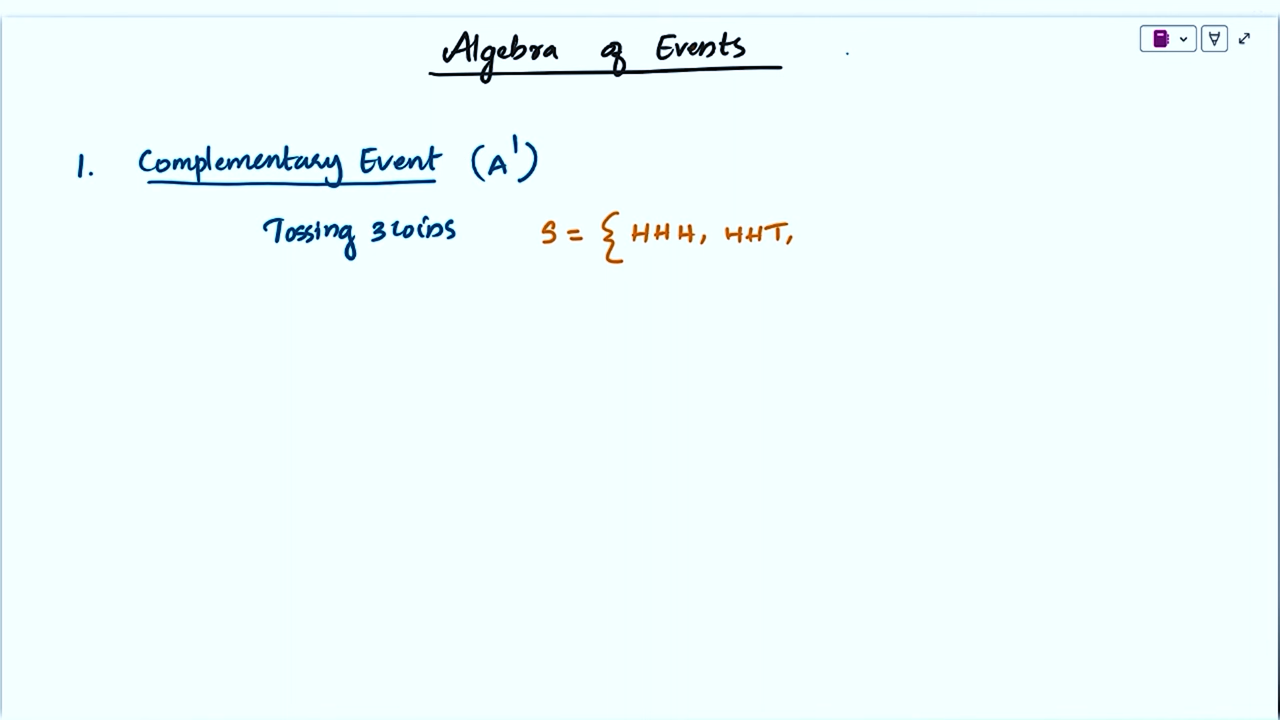 Algebra of Events
1. Complementary Event (A')
Tossing 3 coins S = { HHH, HHT,